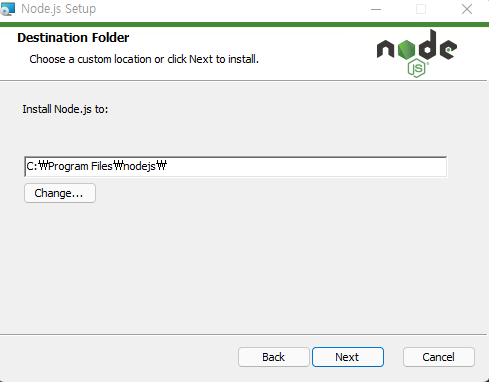 Node.js Setup
Destination Folder
Choose a custom location or click Next to install.
node
JS
Install Node.js to:
C:₩Program Files₩nodejs₩
Change...
Back
Next
Cancel